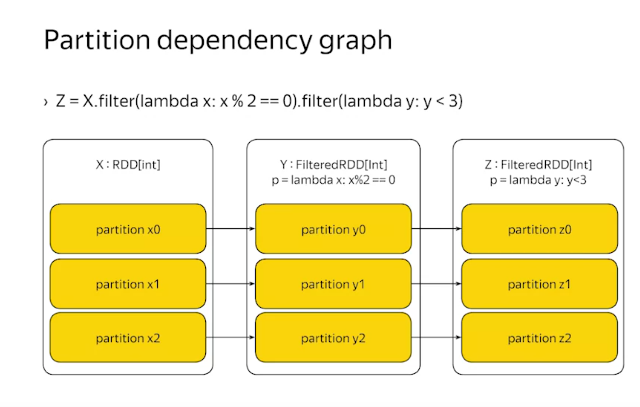 Partition dependency graph
› Z = X.filter(lambda x: x % 2 == 0).filter(lambda y: y < 3)
X : RDD[int]
Y : FilteredRDD[Int]
p = lambda x: x%2 == 0
Z : FilteredRDD[Int]
p = lambda y: y<3
partition x0
partition y0
partition z0
partition x1
partition y1
partition z1
partition x2
partition y2
partition z2